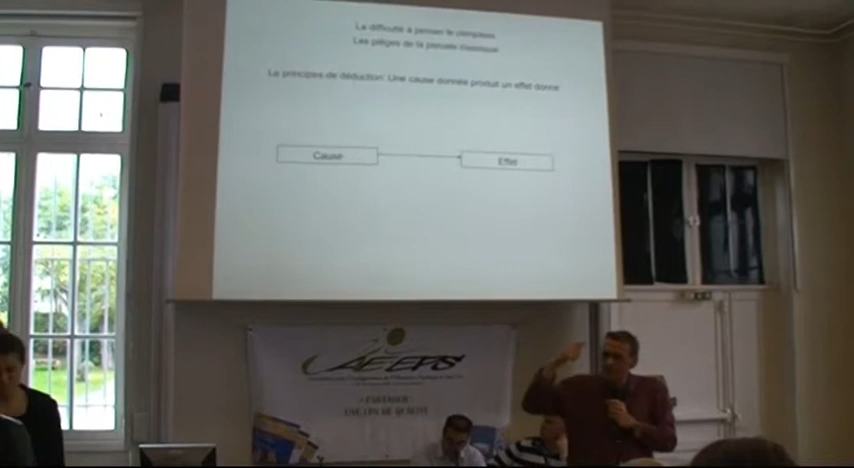 La difficulté à penser le complexe
Les pièges de la pensée classique
Le principes de déduction: Une cause donnée produit un effet donné
Cause
Effet
AEEPS